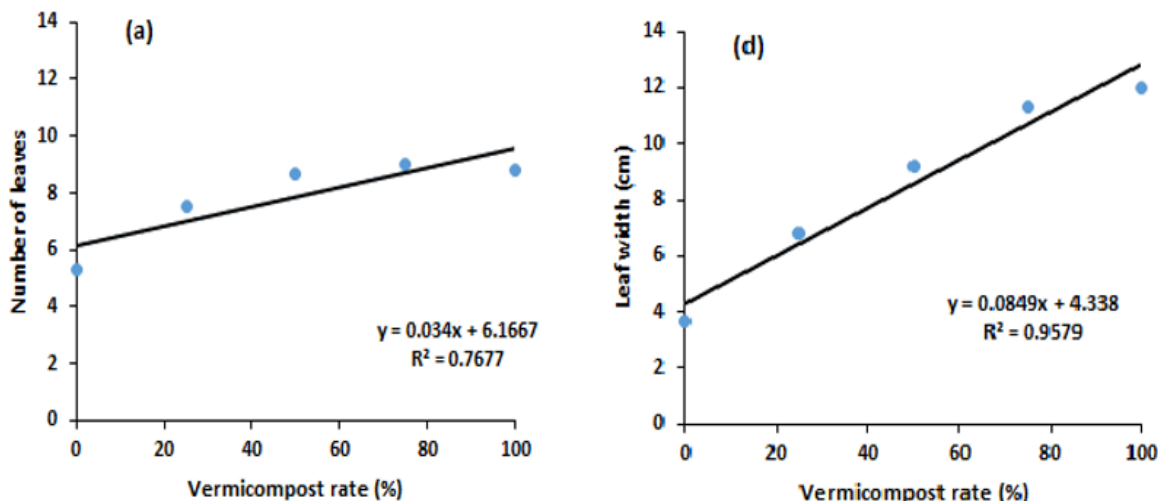 (a)
Number of leaves
14
12
10
8
6
4
2
0
y = 0.034x + 6.1667
R² = 0.7677
0 20 40 60 80 100
Vermicompost rate (%)
(d)
Leaf width (cm)
14
12
10
8
6
4
2
0
y = 0.0849x + 4.338
R² = 0.9579
0 20 40 60 80 100
Vermicompost rate (%)